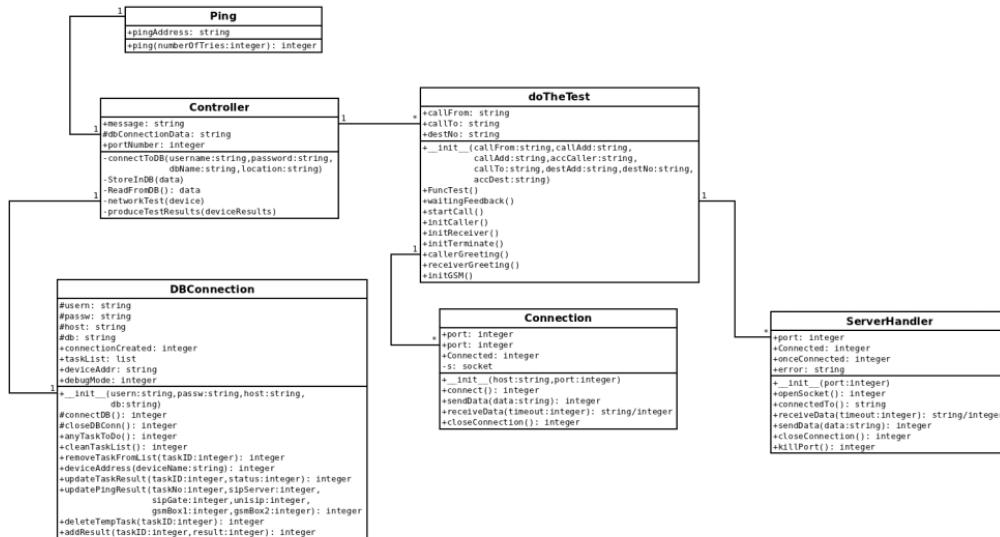 1
Ping
+pingAddress: string
+ping(numberOfTries:integer): integer
Controller
+message: string
#dbConnectionData: string
+portNumber: integer
-connectToDB(username:string,password:string,
dbName:string,location:string)
-StoreInDB(data)
-ReadFromDB(): data
-networkTest(device)
-produceTestResults(deviceResults)
1
1
1
*
doTheTest
+callFrom: string
+callTo: string
+destNo: string
+__init__(callFrom:string,callAdd:string,
callAdd:string,accCaller:string,
callTo:string,destAdd:string,destNo:string,
accDest:string)
+FuncTest()
+waitingFeedback()
+startCall()
+initCaller()
+initReceiver()
+initTerminate()
+callerGreeting()
+receiverGreeting()
+initGSM()
1
1
DBConnection
#usern: string
#passw: string
#host: string
#db: string
+connectionCreated: integer
+taskList: list
+deviceAddr: string
+debugMode: integer
+__init__(usern:string,passw:string,host:string,
db:string)
#connectDB(): integer
#closeDBConn(): integer
+anyTaskToDo(): integer
+cleanTaskList(): integer
+removeTaskFromList(taskID:integer): integer
+deviceAddress(deviceName:string): integer
+updateTaskResult(taskID:integer,status:integer): integer
+updatePingResult(taskNo:integer,sipServer:integer,
sipGate:integer,unisip:integer,
gsmBox1:integer,gsmBox2:integer): integer
+deleteTempTask(taskID:integer): integer
+addResult(taskID:integer,result:integer): integer
1
*
Connection
+port: integer
+port: integer
+Connected: integer
-s: socket
+__init__(host:string,port:integer)
+connect(): integer
+sendData(data:string): integer
+receiveData(timeout:integer): string/integer
+closeConnection(): integer
*
ServerHandler
+port: integer
+Connected: integer
+onceConnected: integer
+error: string
+__init__(port:integer)
+openSocket(): integer
+connectedTo(): string
+receiveData(timeout:integer): string/integer
+sendData(data:string): integer
+closeConnection(): integer
+killPort(): integer